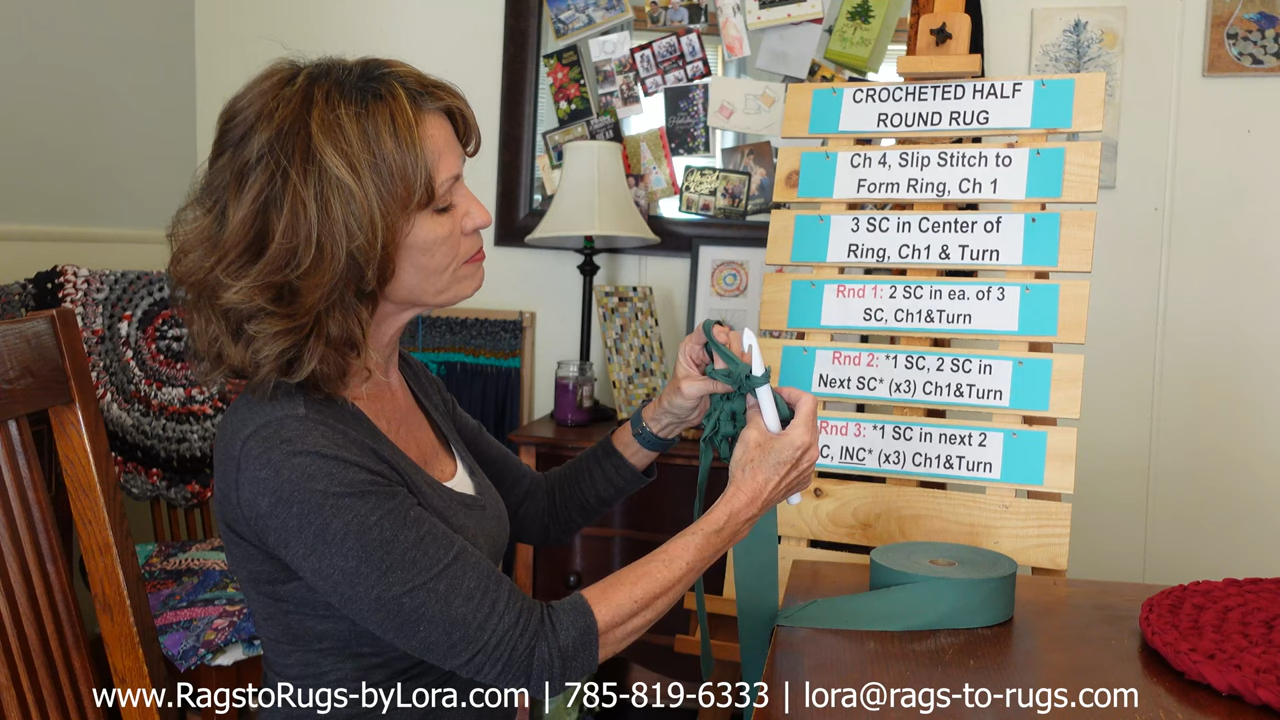 CROCHETED HALF
ROUND RUG
Ch 4, Slip Stitch to
Form Ring, Ch 1
3 SC in Center of
Ring, Ch1 & Turn
Rnd 1: 2 SC in ea. of 3
SC, Ch1&Turn
Rnd 2: *1 SC, 2 SC in
Next SC* (x3) Ch1&Turn
Rnd 3: *1 SC in next 2
C, INC* (x3) Ch1&Turn
www.RagstoRugs-byLora.com | 785-819-6333 | lora@rags-to-rugs.com